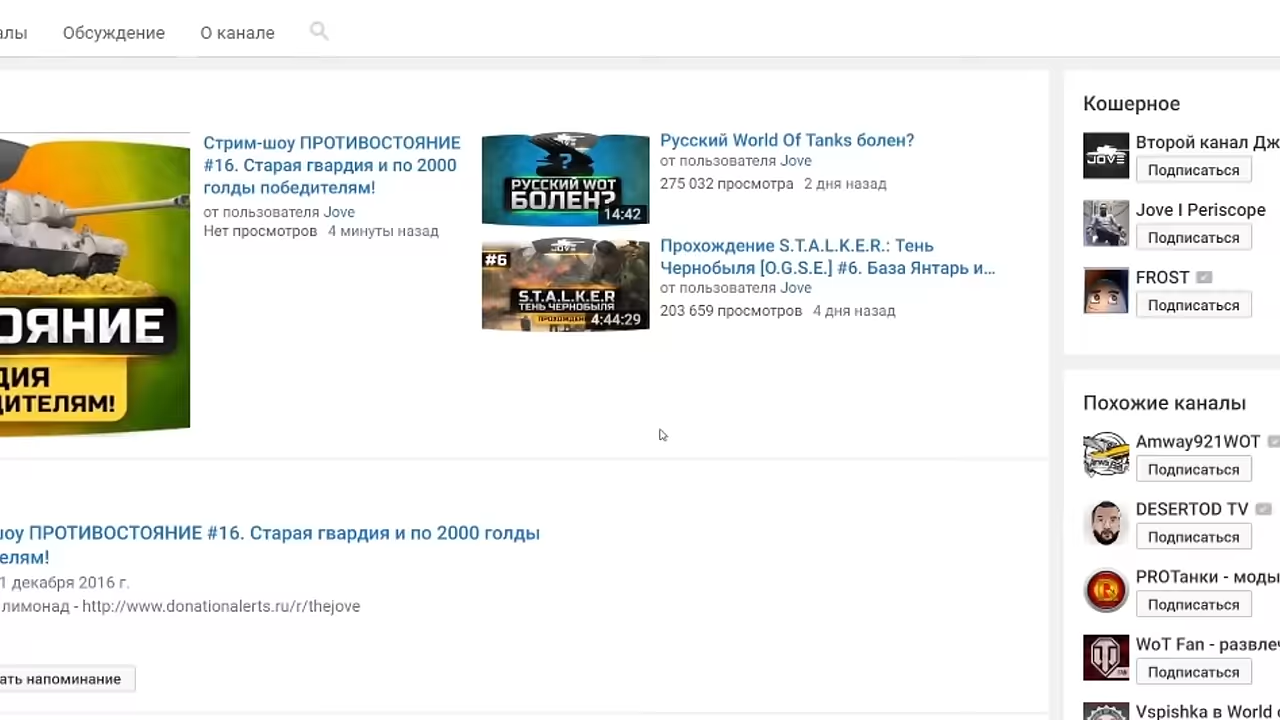 алы Обсуждение О канале
ОЯНИЕ
ДИЯ
ДИТЕЛЯМ!
Стрим-шоу ПРОТИВОСТОЯНИЕ
#16. Старая гвардия и по 2000
голды победителям!
от пользователя Jove
Нет просмотров 4 минуты назад
JOVE
?
РУССКИЙ WOT
БОЛЕН?
14:42
Русский World Of Tanks болен?
от пользователя Jove
275 032 просмотра 2 дня назад
JOVE
#6
S.T.A.L.K.E.R
ТЕНЬ ЧЕРНОБЫЛЯ
4:44:29
Прохождение S.T.A.L.K.E.R.: Тень
Чернобыля [O.G.S.E.] #6. База Янтарь и...
от пользователя Jove
203 659 просмотров 4 дня назад
шоу ПРОТИВОСТОЯНИЕ #16. Старая гвардия и по 2000 голды
елям!
1 декабря 2016 г.
лимонад - http://www.donationalerts.ru/r/thejove
ать напоминание
Кошерное
JOVE
Второй канал Дж
Подписаться
Jove I Periscope
Подписаться
FROST
Подписаться
Похожие каналы
Amway921WOT
Подписаться
DESERTOD TV
Подписаться
PROТанки - моды
Подписаться
WoT Fan - развлеч
Подписаться
Vspishka в World o